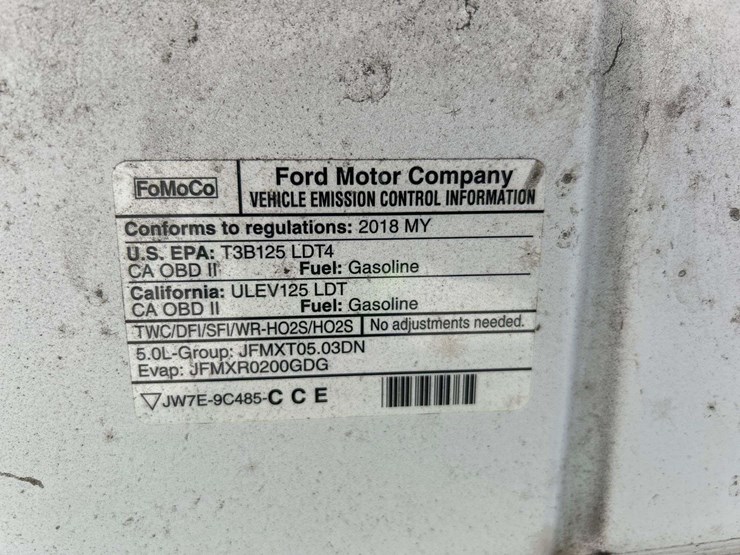 FoMoCo
Ford Motor Company
VEHICLE EMISSION CONTROL INFORMATION
Conforms to regulations: 2018 MY
U.S. EPA: T3B125 LDT4
CA OBD II Fuel: Gasoline
California: ULEV125 LDT
CA OBD II Fuel: Gasoline
TWC/DFI/SFI/WR-HO2S/HO2S No adjustments needed.
5.0L-Group: JFMXT05.03DN
Evap: JFMXR0200GDG
JW7E-9C485-C C E